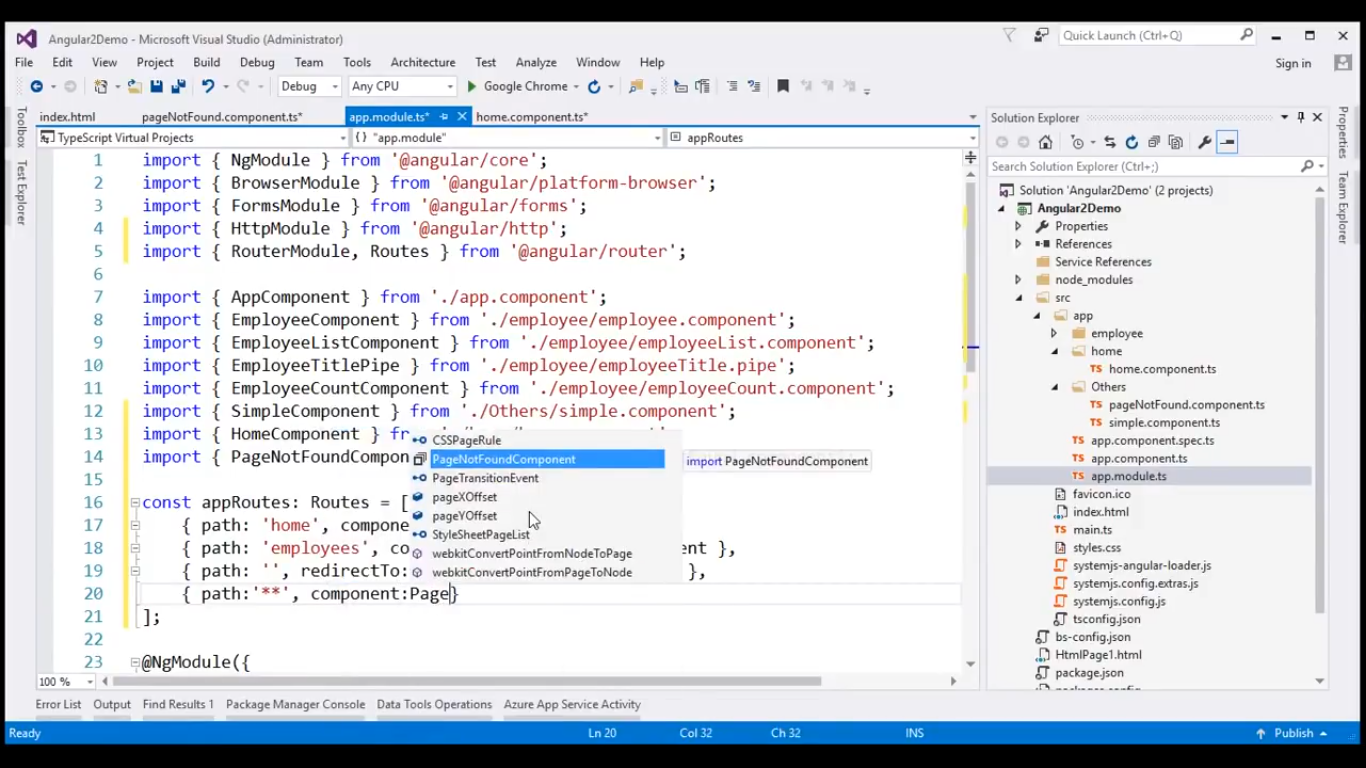 Angular2Demo - Microsoft Visual Studio (Administrator)
Quick Launch (Ctrl+Q)
File Edit View Project Build Debug Team Tools Architecture Test Analyze Window Help
Sign in
Debug Any CPU Google Chrome
Toolbox
Test Explorer
index.html pageNotFound.component.ts* app.module.ts* home.component.ts*
TypeScript Virtual Projects {} "app.module" appRoutes
1 import { NgModule } from '@angular/core';
2 import { BrowserModule } from '@angular/platform-browser';
3 import { FormsModule } from '@angular/forms';
4 import { HttpModule } from '@angular/http';
5 import { RouterModule, Routes } from '@angular/router';
6
7 import { AppComponent } from './app.component';
8 import { EmployeeComponent } from './employee/employee.component';
9 import { EmployeeListComponent } from './employee/employeeList.component';
10 import { EmployeeTitlePipe } from './employee/employeeTitle.pipe';
11 import { EmployeeCountComponent } from './employee/employeeCount.component';
12 import { SimpleComponent } from './Others/simple.component';
13 import { HomeComponent } fr
14 import { PageNotFoundCompon
15
16 const appRoutes: Routes = [
17 { path: 'home', compone
18 { path: 'employees', co ent },
19 { path: '', redirectTo: },
20 { path:'**', component:Page}
21 ];
22
23 @NgModule({
CSSPageRule
PageNotFoundComponent
PageTransitionEvent
pageXOffset
pageYOffset
StyleSheetPageList
webkitConvertPointFromNodeToPage
webkitConvertPointFromPageToNode
import PageNotFoundComponent
100 %
Solution Explorer
Search Solution Explorer (Ctrl+;)
Solution 'Angular2Demo' (2 projects)
Angular2Demo
Properties
References
Service References
node_modules
src
app
employee
home
home.component.ts
Others
pageNotFound.component.ts
simple.component.ts
app.component.spec.ts
app.component.ts
app.module.ts
favicon.ico
index.html
main.ts
styles.css
systemjs-angular-loader.js
systemjs.config.extras.js
systemjs.config.js
tsconfig.json
bs-config.json
HtmlPage1.html
package.json
Properties
Team Explorer
Error List Output Find Results 1 Package Manager Console Data Tools Operations Azure App Service Activity
Ready Ln 20 Col 32 Ch 32 INS Publish